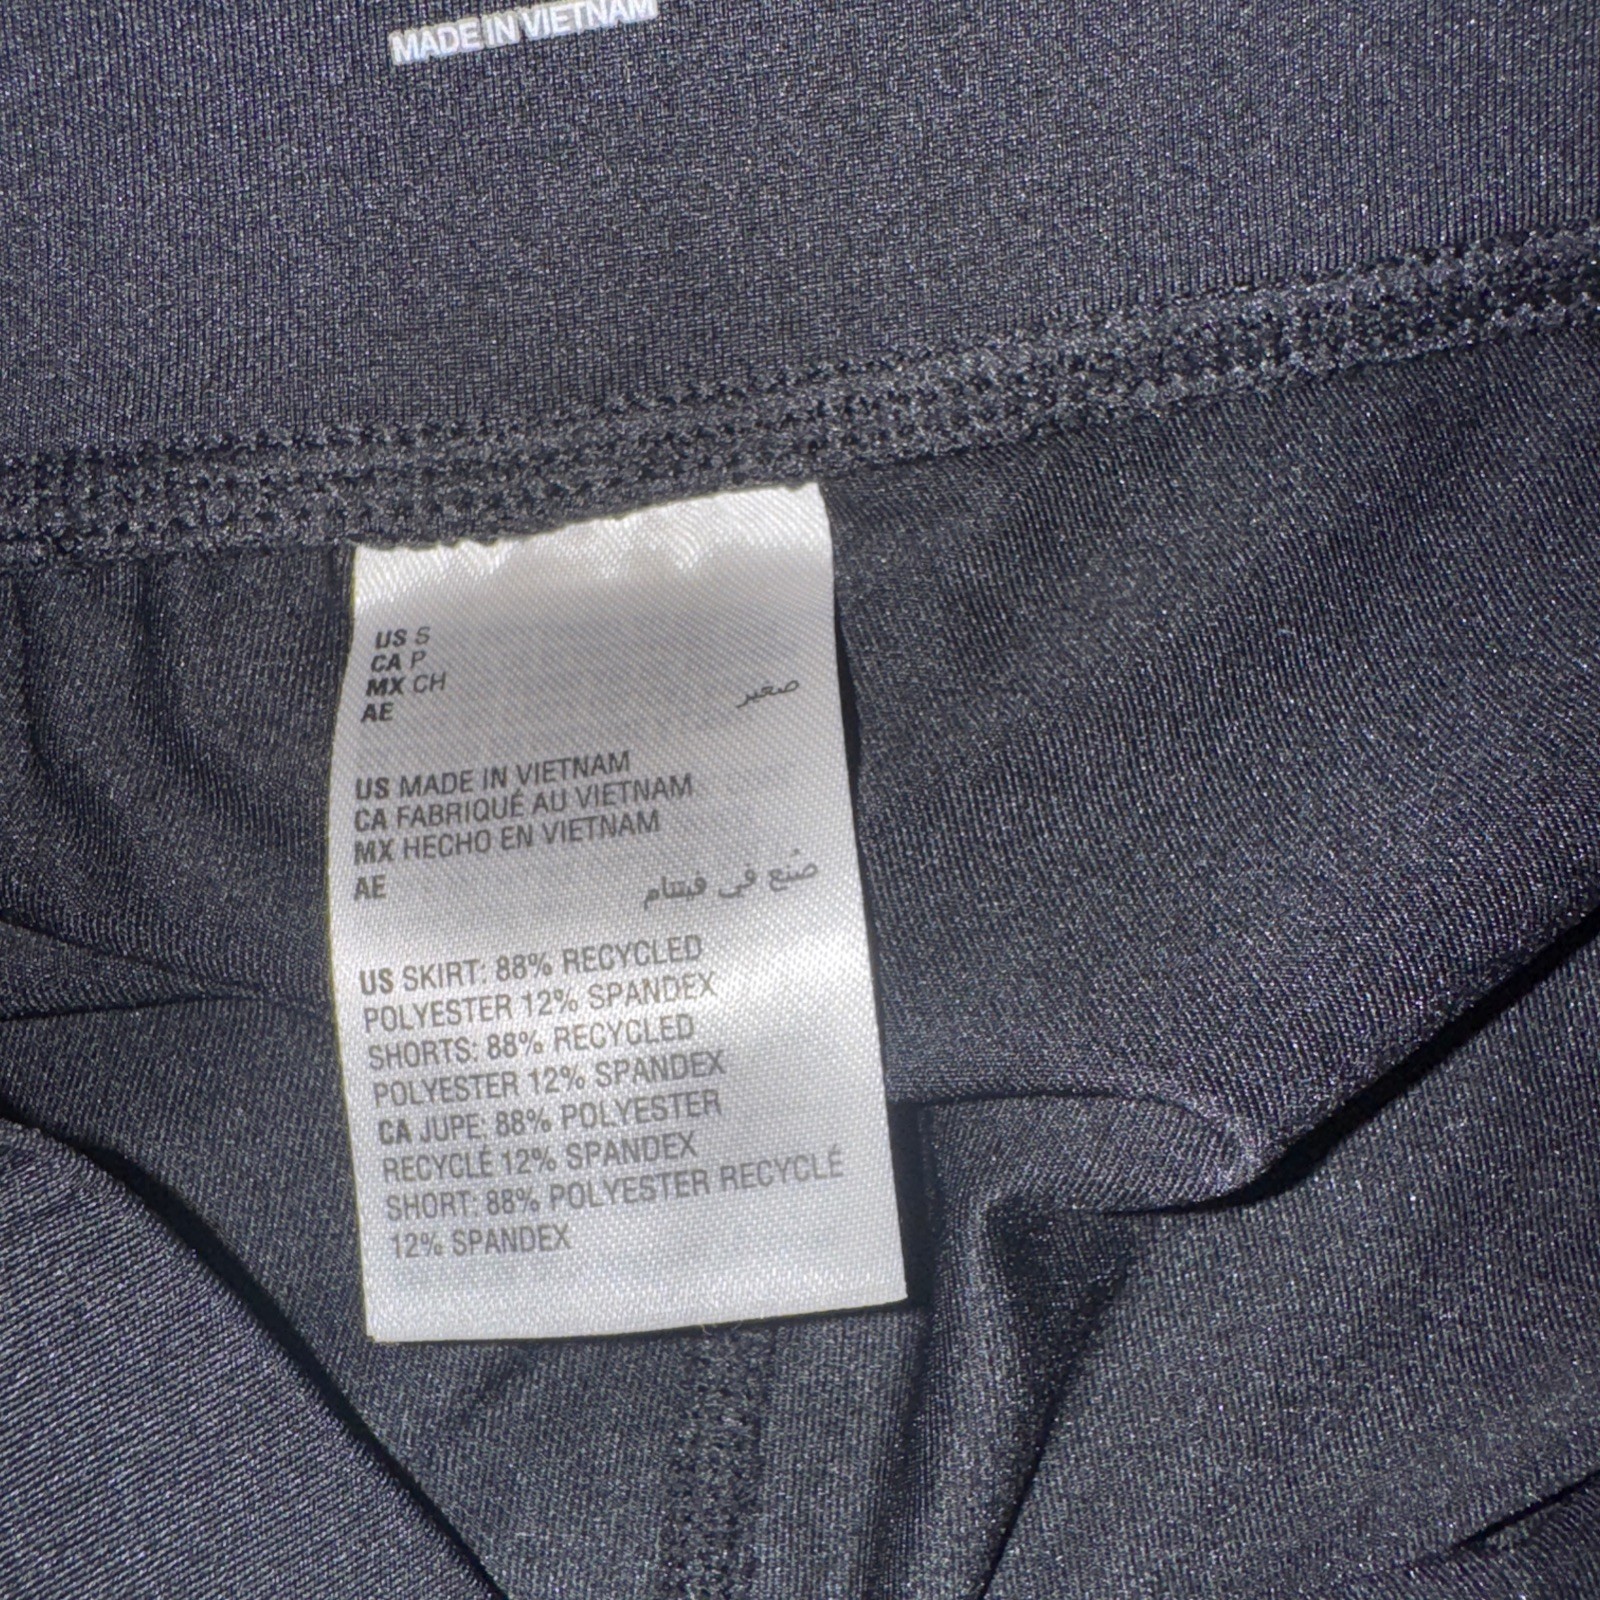 MADE IN VIETNAM
US S
CA P
MX CH
AE صغير
US MADE IN VIETNAM
CA FABRIQUÉ AU VIETNAM
MX HECHO EN VIETNAM
AE صُنع في فيتنام
US SKIRT: 88% RECYCLED
POLYESTER 12% SPANDEX
SHORTS: 88% RECYCLED
POLYESTER 12% SPANDEX
CA JUPE: 88% POLYESTER
RECYCLÉ 12% SPANDEX
SHORT: 88% POLYESTER RECYCLÉ
12% SPANDEX